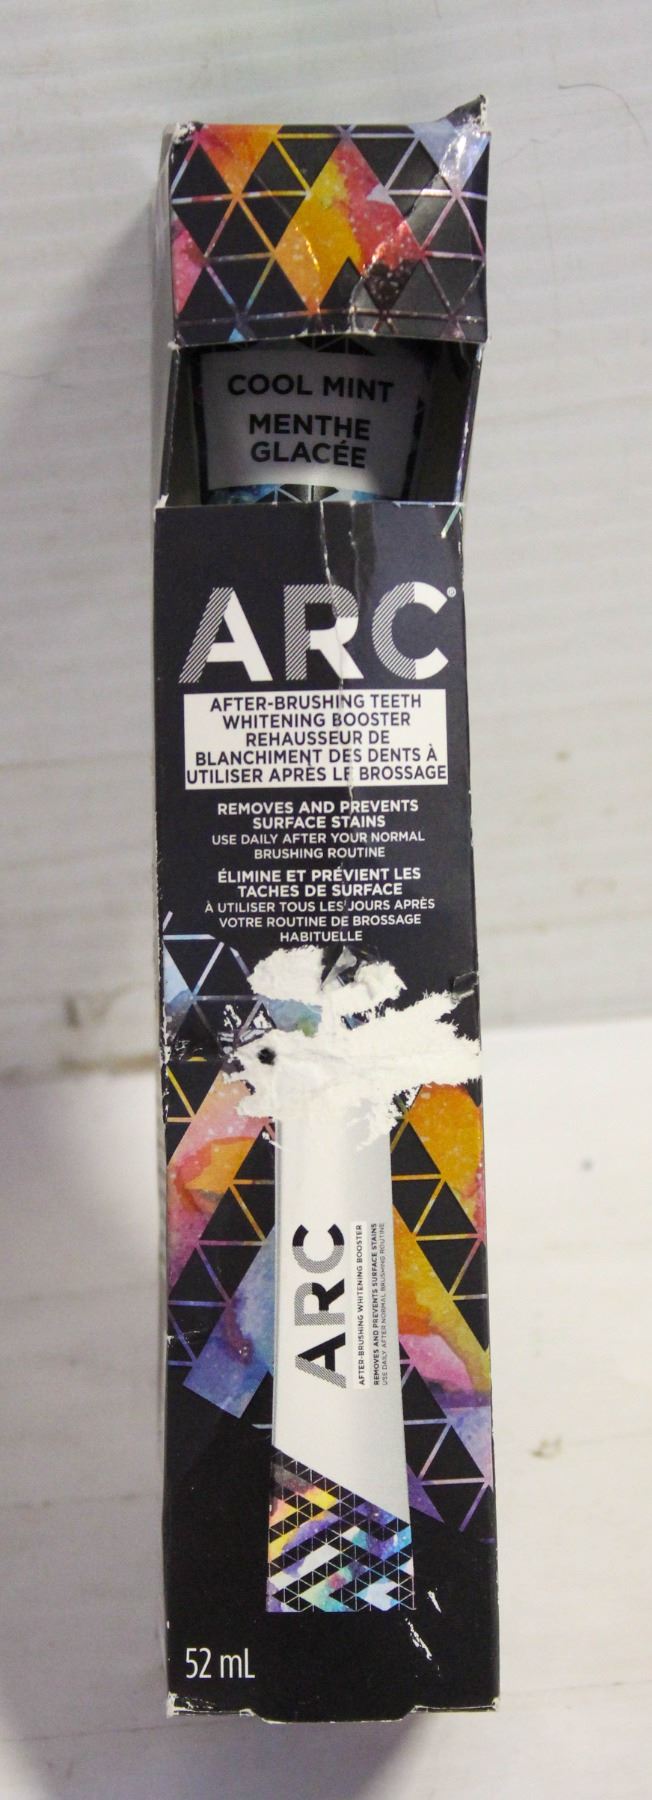 COOL MINT
MENTHE
GLACÉE
ARC®
AFTER-BRUSHING TEETH
WHITENING BOOSTER
REHAUSSEUR DE
BLANCHIMENT DES DENTS À
UTILISER APRÈS LE BROSSAGE
REMOVES AND PREVENTS
SURFACE STAINS
USE DAILY AFTER YOUR NORMAL
BRUSHING ROUTINE
ÉLIMINE ET PRÉVIENT LES
TACHES DE SURFACE
À UTILISER TOUS LES JOURS APRÈS
VOTRE ROUTINE DE BROSSAGE
HABITUELLE
ARC
AFTER-BRUSHING WHITENING BOOSTER
REMOVES AND PREVENTS SURFACE STAINS
USE DAILY AFTER NORMAL BRUSHING ROUTINE
52 mL